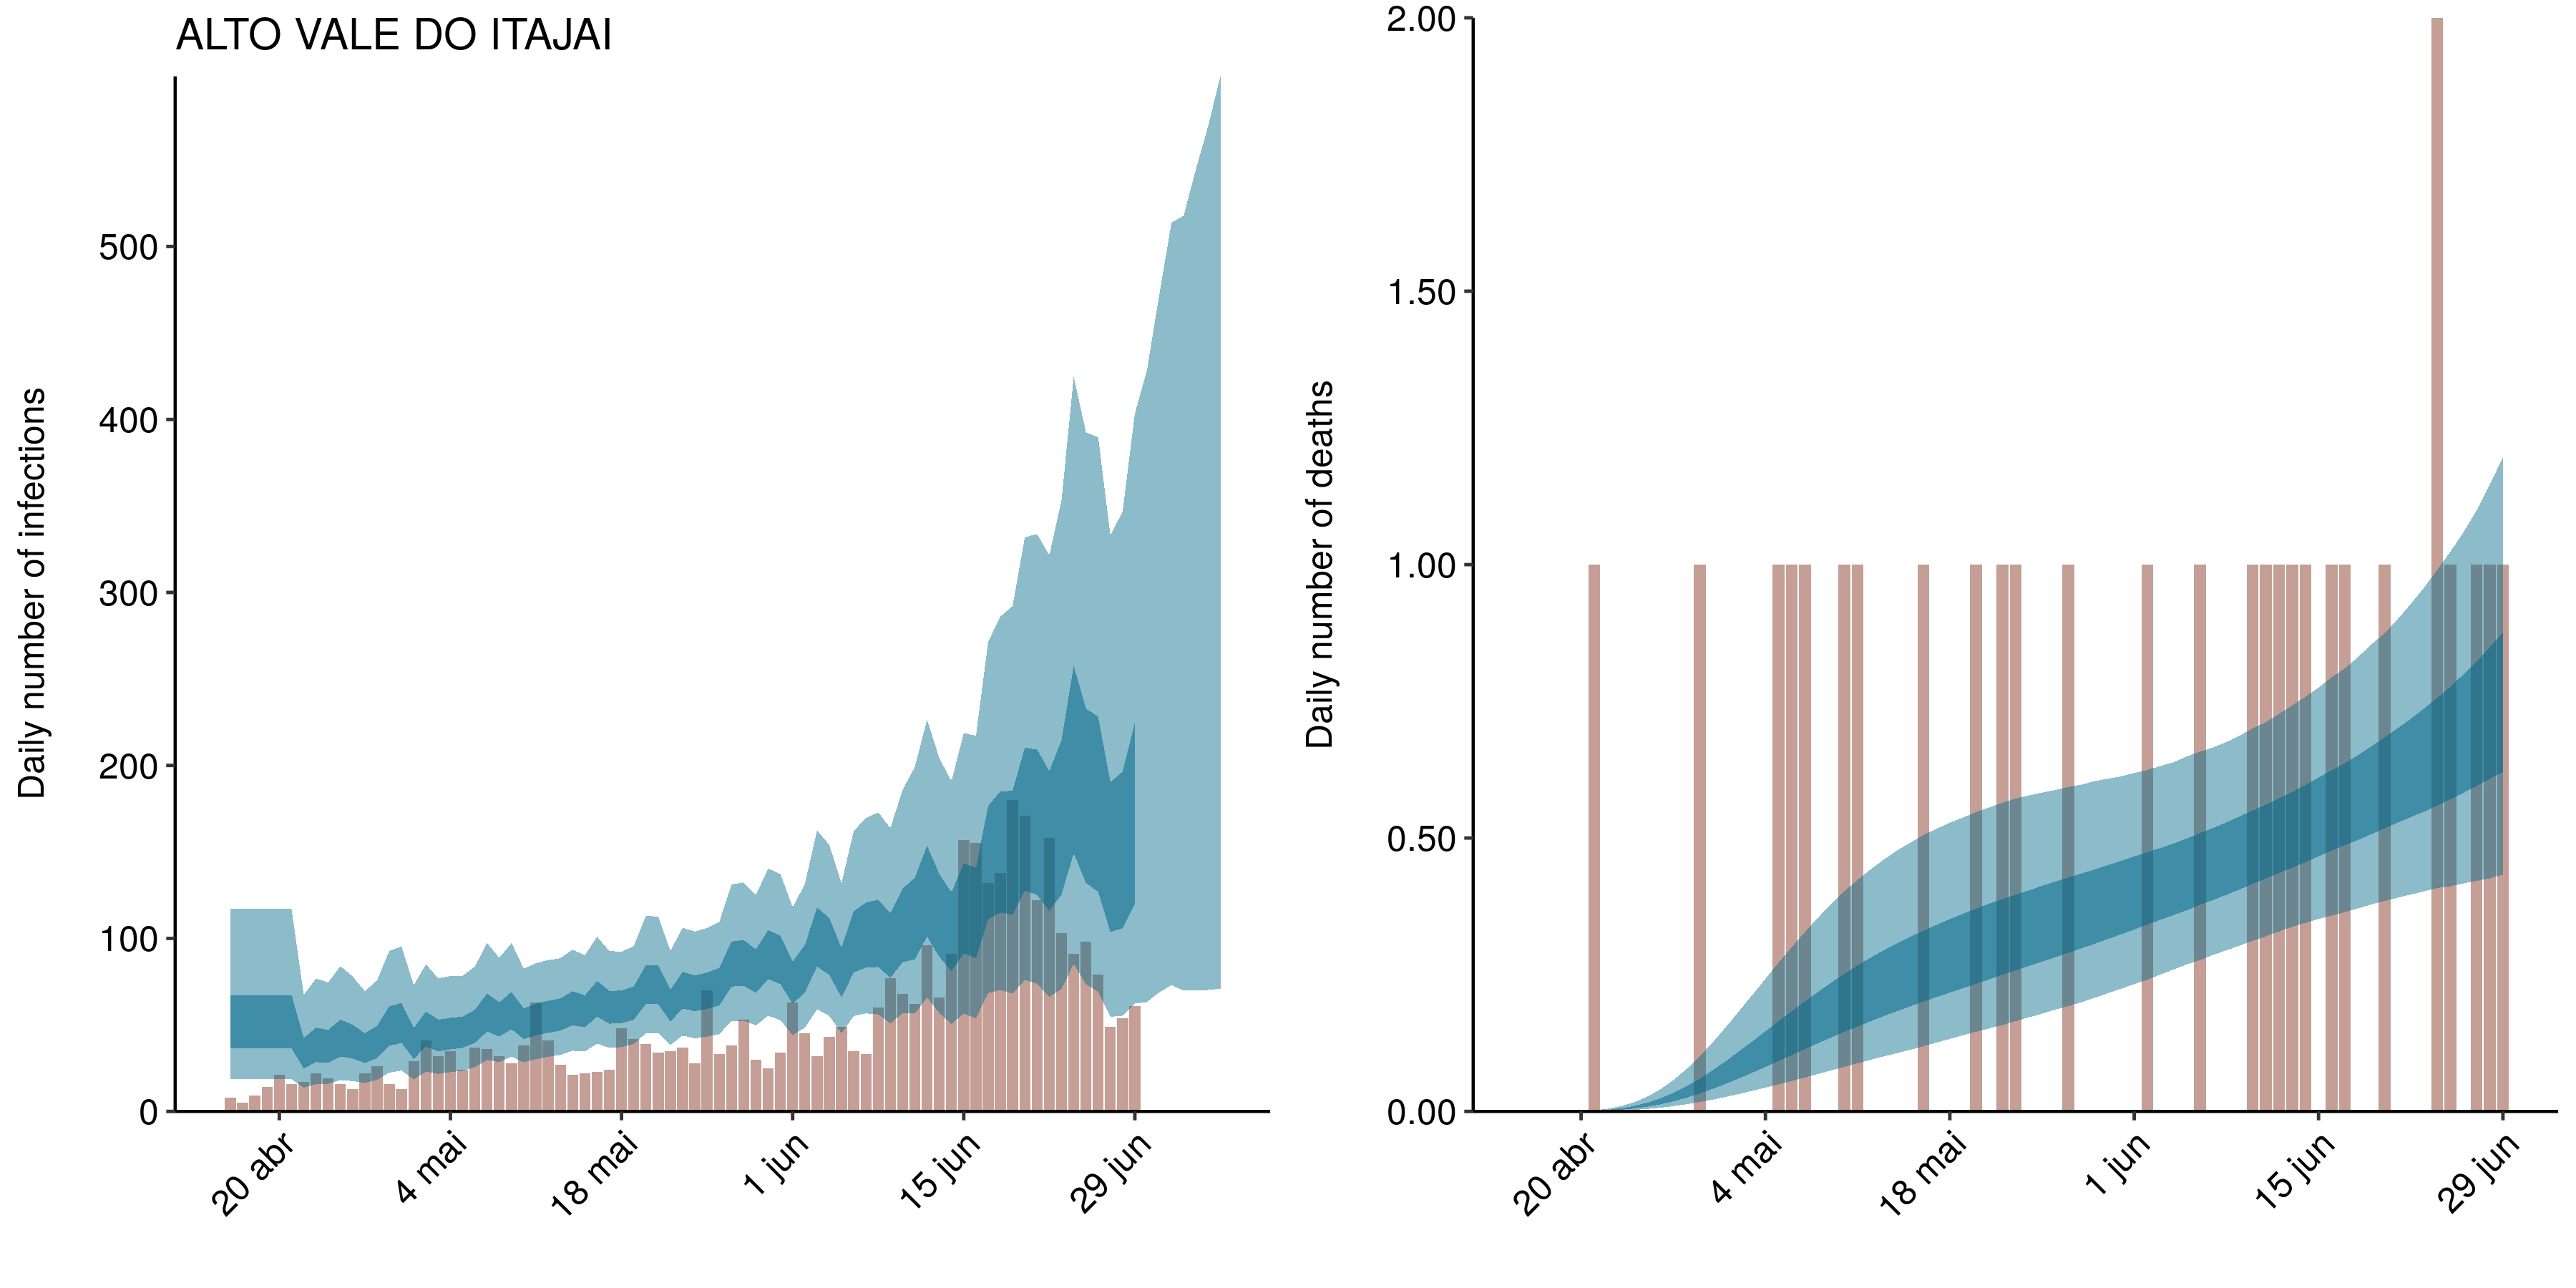 ALTO VALE DO ITAJAI
Daily number of infections
500
400
300
200
100
0
20 abr
4 mai
18 mai
1 jun
15 jun
29 jun
Daily number of deaths
2.00
1.50
1.00
0.50
0.00
20 abr
4 mai
18 mai
1 jun
15 jun
29 jun